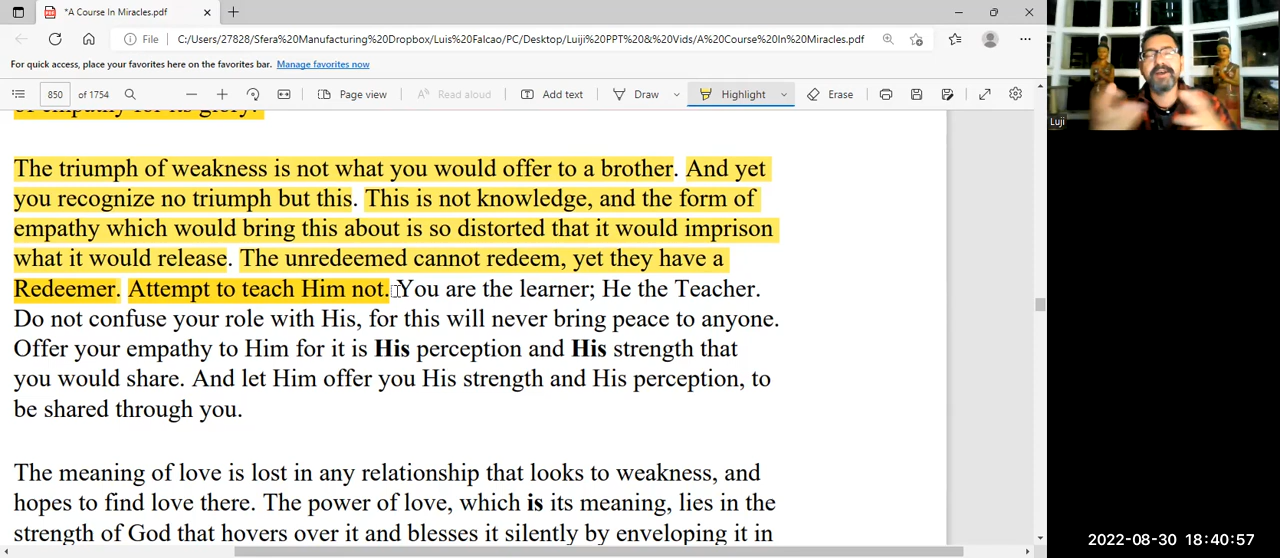 *A Course In Miracles.pdf
File C:/Users/27828/Sfera%20Manufacturing%20Dropbox/Luis%20Falcao/PC/Desktop/Luiji%20PPT%20&%20Vids/A%20Course%20In%20Miracles.pdf
For quick access, place your favorites here on the favorites bar. Manage favorites now
850 of 1754 Page view Read aloud Add text Draw Highlight Erase
Luji
The triumph of weakness is not what you would offer to a brother. And yet
you recognize no triumph but this. This is not knowledge, and the form of
empathy which would bring this about is so distorted that it would imprison
what it would release. The unredeemed cannot redeem, yet they have a
Redeemer. Attempt to teach Him not. You are the learner; He the Teacher.
Do not confuse your role with His, for this will never bring peace to anyone.
Offer your empathy to Him for it is His perception and His strength that
you would share. And let Him offer you His strength and His perception, to
be shared through you.
The meaning of love is lost in any relationship that looks to weakness, and
hopes to find love there. The power of love, which is its meaning, lies in the
strength of God that hovers over it and blesses it silently by enveloping it in
2022-08-30 18:40:57